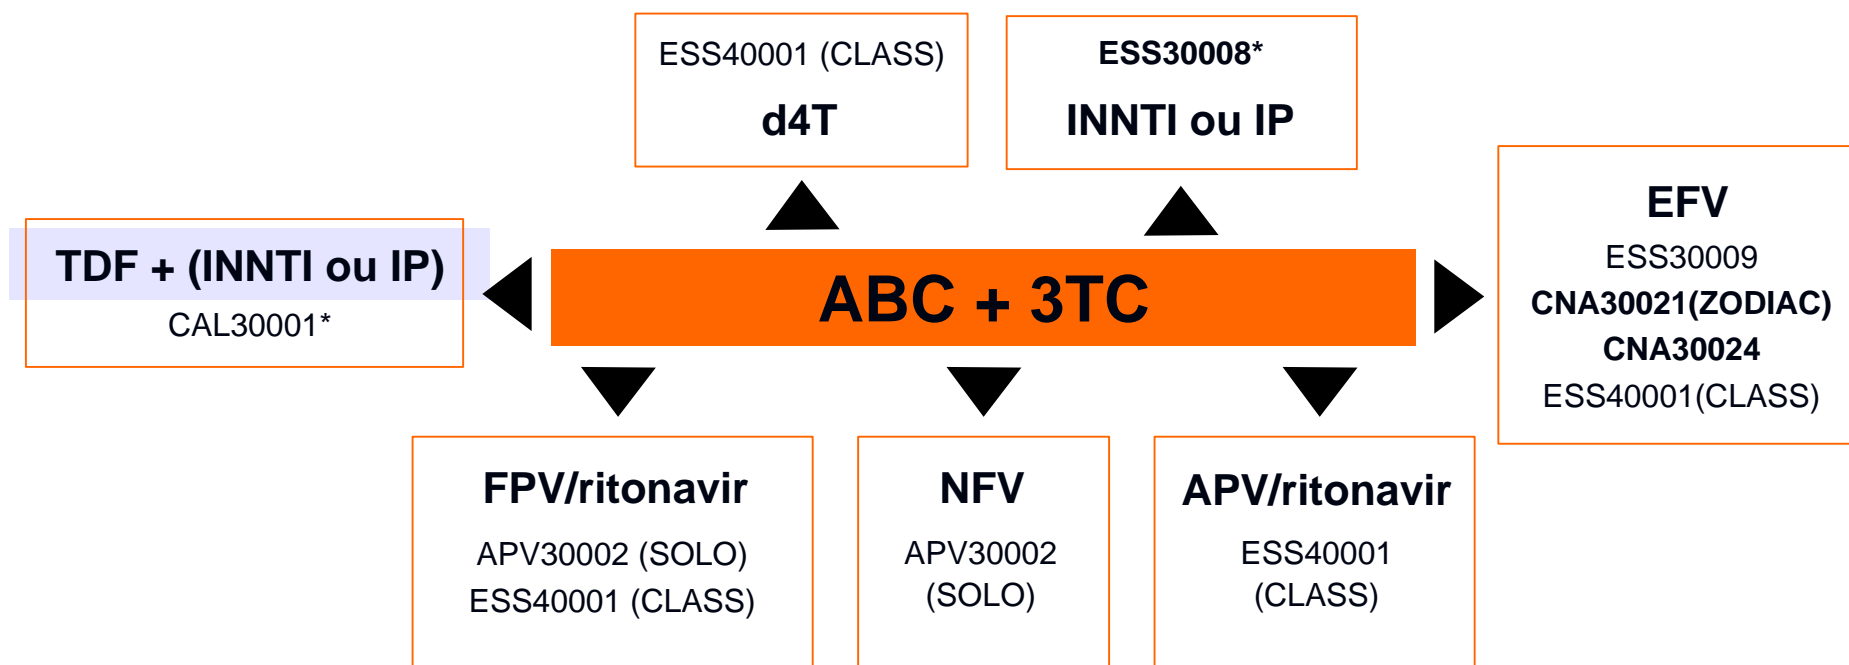 ESS40001 (CLASS)
d4T
ESS30008*
INNTI ou IP
TDF + (INNTI ou IP)
CAL30001*
ABC + 3TC
EFV
ESS30009
CNA30021(ZODIAC)
CNA30024
ESS40001(CLASS)
FPV/ritonavir
APV30002 (SOLO)
ESS40001 (CLASS)
NFV
APV30002
(SOLO)
APV/ritonavir
ESS40001
(CLASS)